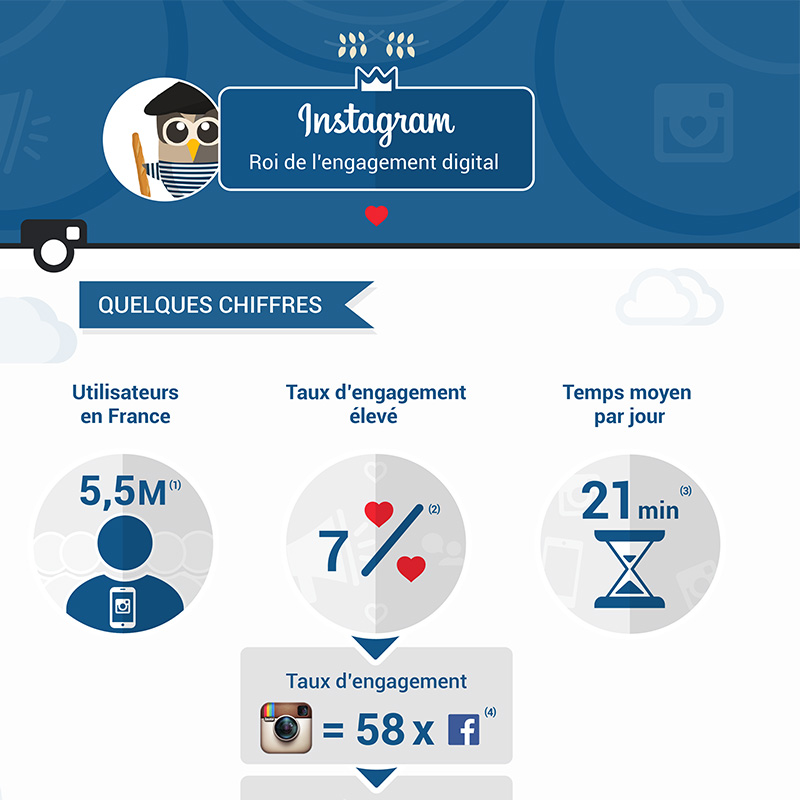 Instagram
Roi de l'engagement digital
QUELQUES CHIFFRES
Utilisateurs
en France
5,5M(1)
Taux d'engagement
élevé
7 % (2)
Temps moyen
par jour
21 min (3)
Taux d'engagement
= 58 x f (4)